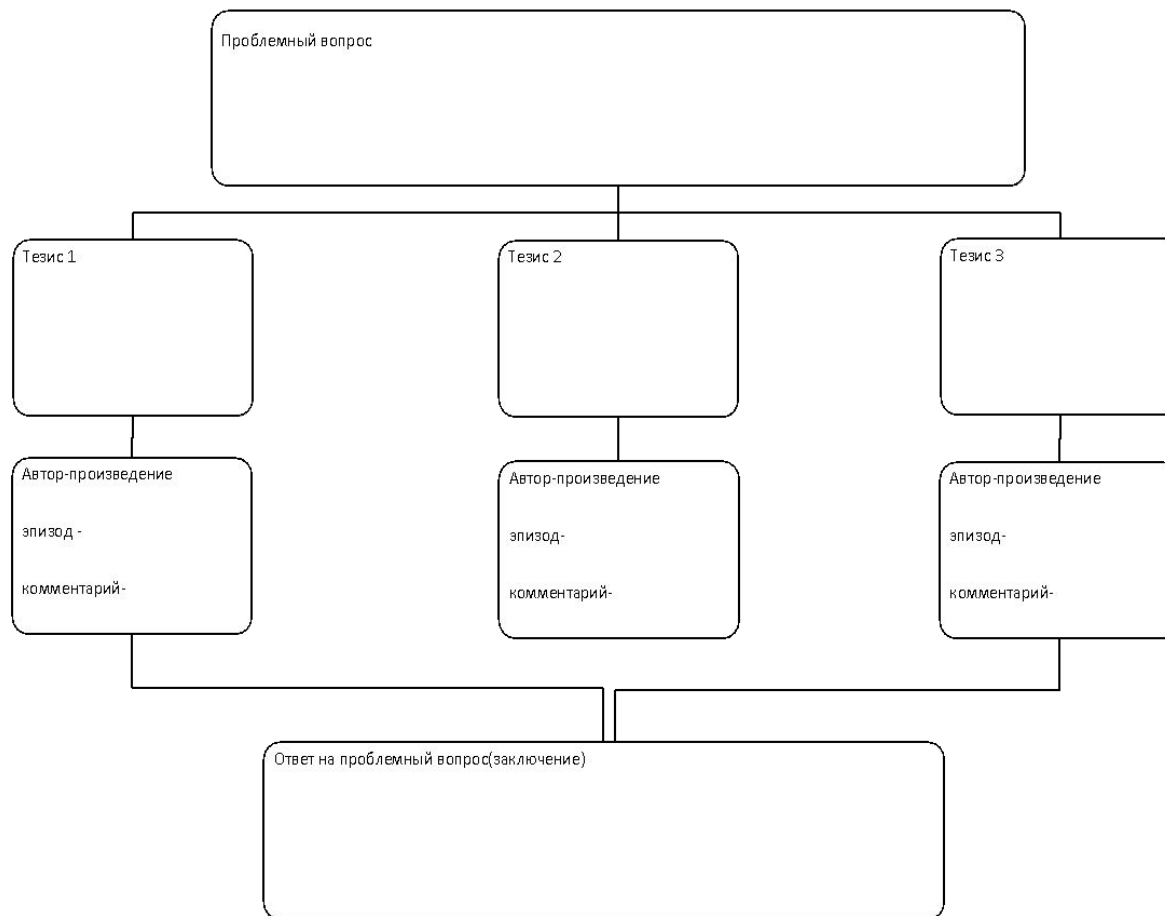 Проблемный вопрос
Тезис 1
Тезис 2
Тезис 3
Автор-произведение
эпизод -
комментарий-
Автор-произведение
эпизод-
комментарий-
Автор-произведение
эпизод-
комментарий-
Ответ на проблемный вопрос(заключение)